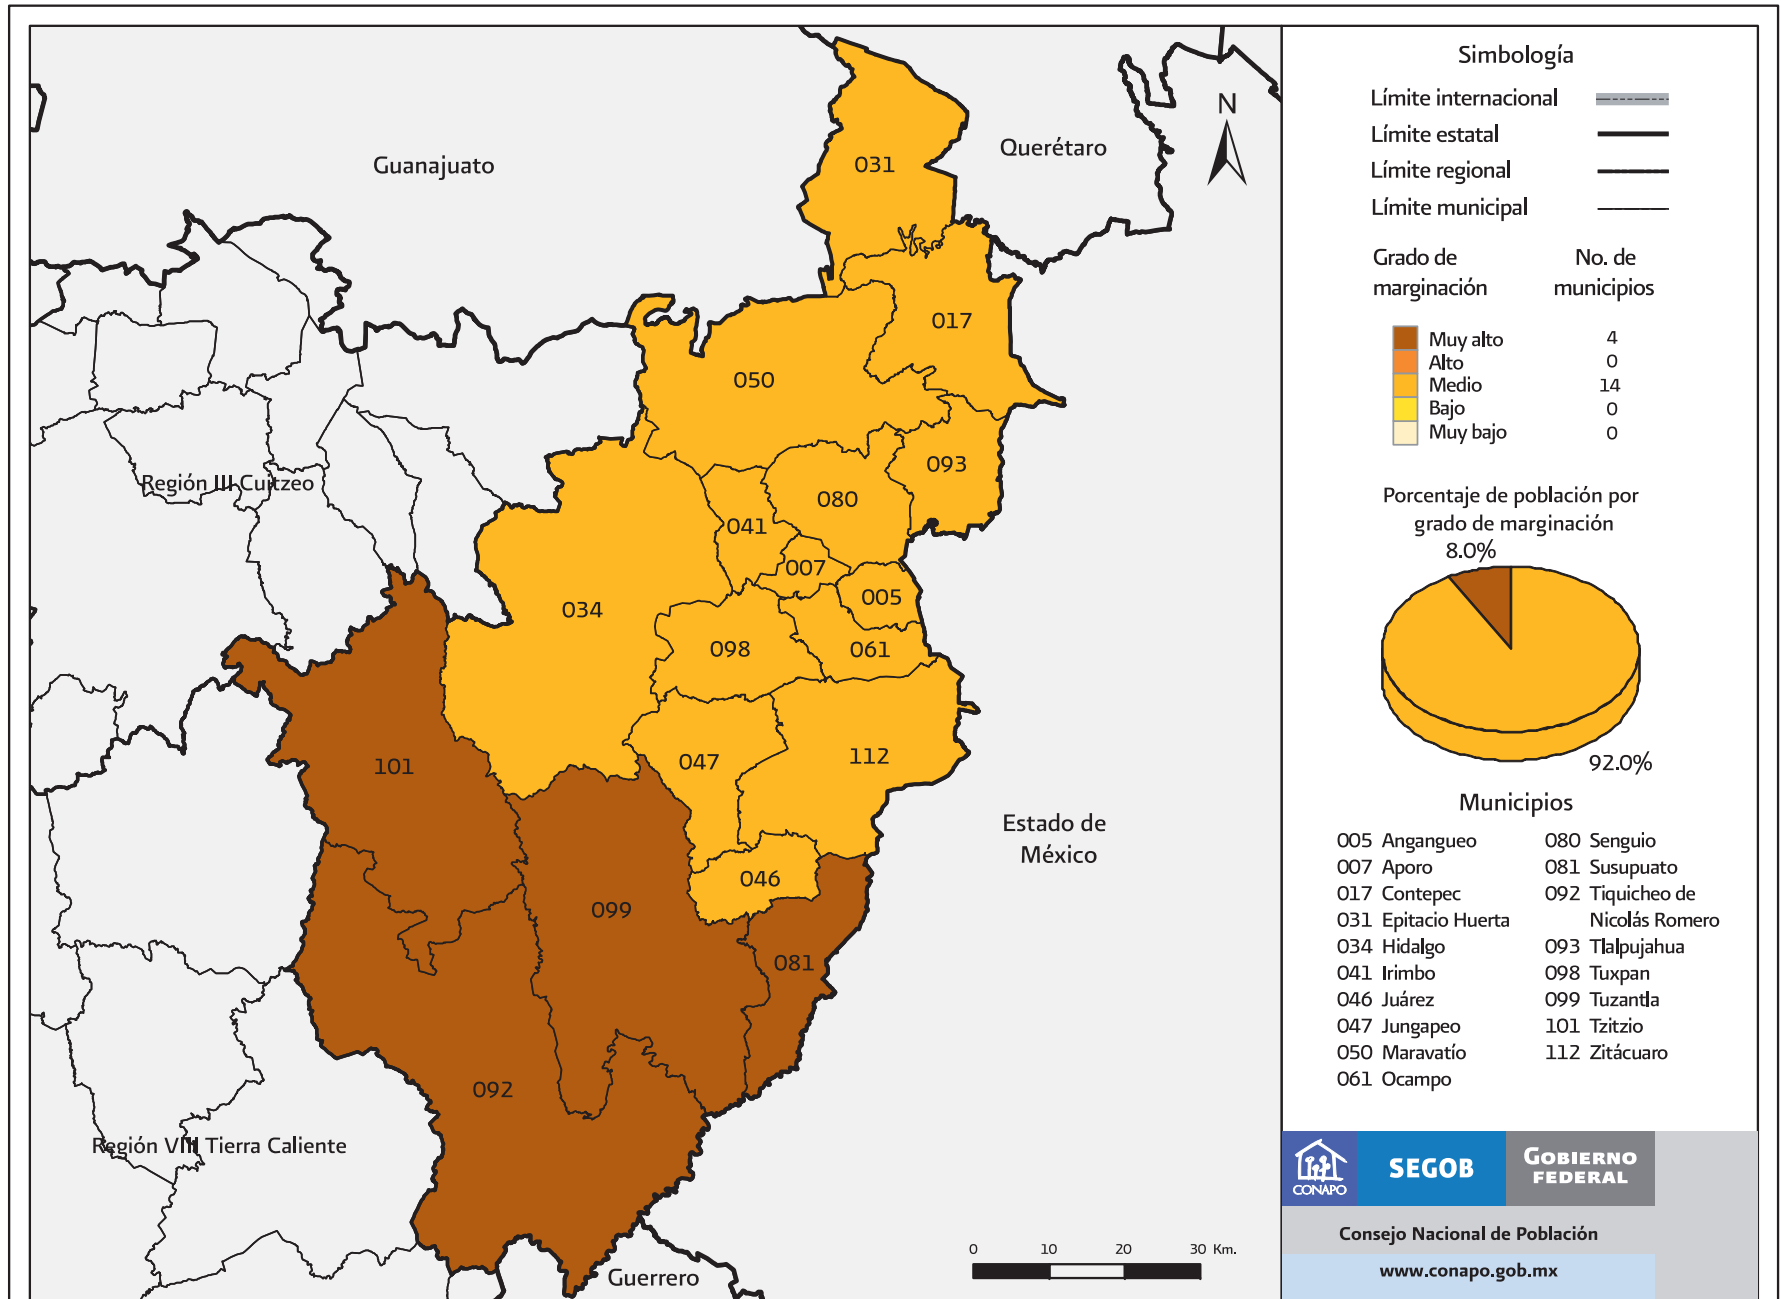 Guanajuato
Querétaro
N
031
017
050
093
080
041
007
005
034
098
061
Región III Cuitzeo
101
047
112
046
099
081
092
Estado de
México
Región VIII Tierra Caliente
Guerrero
0 10 20 30 Km.
Simbología
Límite internacional
Límite estatal
Límite regional
Límite municipal
Grado de marginación No. de municipios
Muy alto 4
Alto 0
Medio 14
Bajo 0
Muy bajo 0
Porcentaje de población por
grado de marginación
8.0%
92.0%
Municipios
005 Angangueo
007 Aporo
017 Contepec
031 Epitacio Huerta
034 Hidalgo
041 Irimbo
046 Juárez
047 Jungapeo
050 Maravatío
061 Ocampo
080 Senguio
081 Susupuato
092 Tiquicheo de
Nicolás Romero
093 Tlalpujahua
098 Tuxpan
099 Tuzantla
101 Tzitzio
112 Zitácuaro
CONAPO
SEGOB
GOBIERNO
FEDERAL
Consejo Nacional de Población
www.conapo.gob.mx